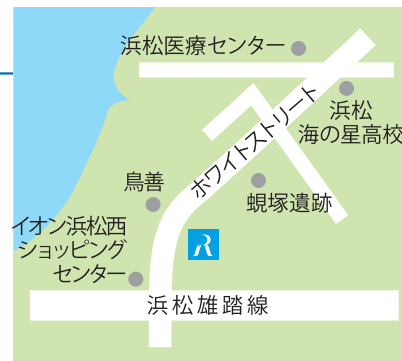 浜松医療センター
ホワイトストリート
浜松
海の星高校
鳥善
蜆塚遺跡
イオン浜松西
ショッピング
センター
R
浜松雄踏線